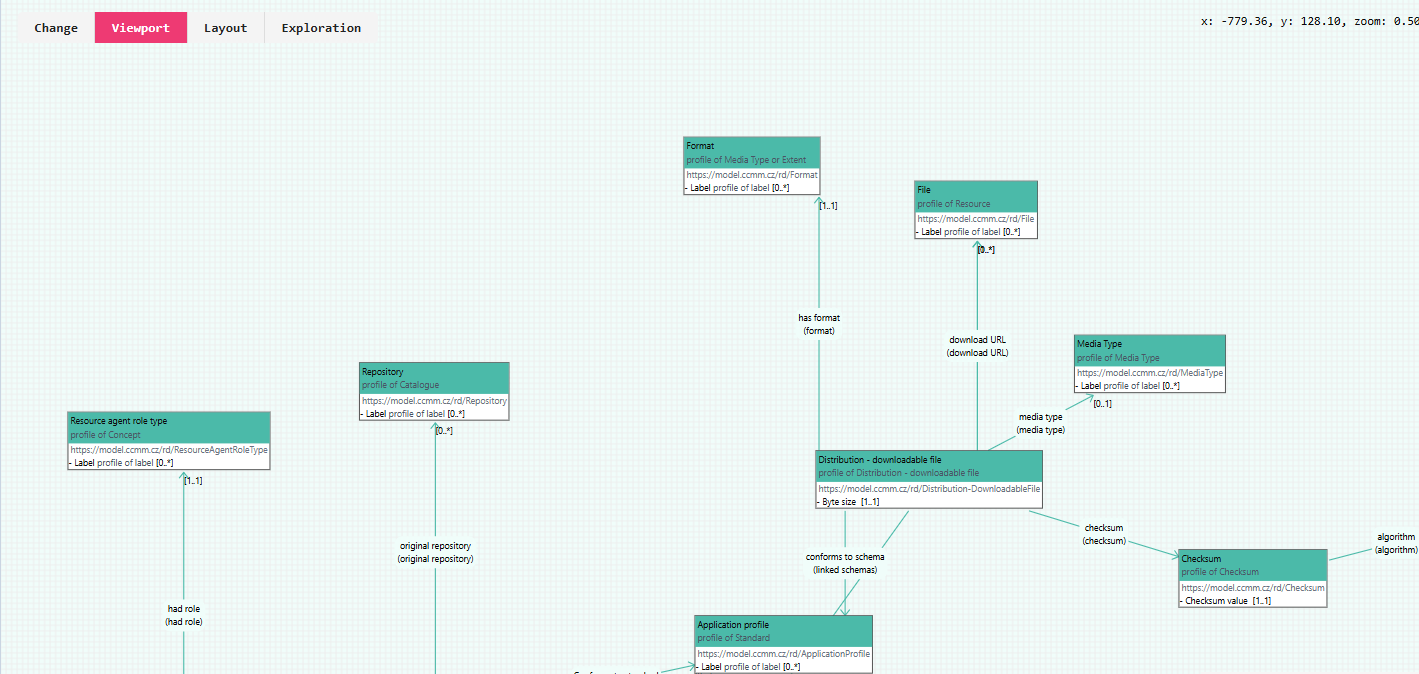 Change Viewport Layout Exploration
x: -779.36, y: 128.10, zoom: 0.50
Format
profile of Media Type or Extent
https://model.ccmm.cz/rd/Format
- Label profile of label [0..*]
[1..1]
File
profile of Resource
https://model.ccmm.cz/rd/File
- Label profile of label [0..*]
[0..*]
has format
(format)
download URL
(download URL)
Media Type
profile of Media Type
https://model.ccmm.cz/rd/MediaType
- Label profile of label [0..*]
[0..1]
media type
(media type)
Repository
profile of Catalogue
https://model.ccmm.cz/rd/Repository
- Label profile of label [0..*]
[0..*]
Resource agent role type
profile of Concept
https://model.ccmm.cz/rd/ResourceAgentRoleType
- Label profile of label [0..*]
[1..1]
Distribution - downloadable file
profile of Distribution - downloadable file
https://model.ccmm.cz/rd/Distribution-DownloadableFile
- Byte size [1..1]
checksum
(checksum)
algorithm
(algorithm)
original repository
(original repository)
conforms to schema
(linked schemas)
Checksum
profile of Checksum
https://model.ccmm.cz/rd/Checksum
- Checksum value [1..1]
had role
(had role)
Application profile
profile of Standard
https://model.ccmm.cz/rd/ApplicationProfile
- Label profile of label [0..*]